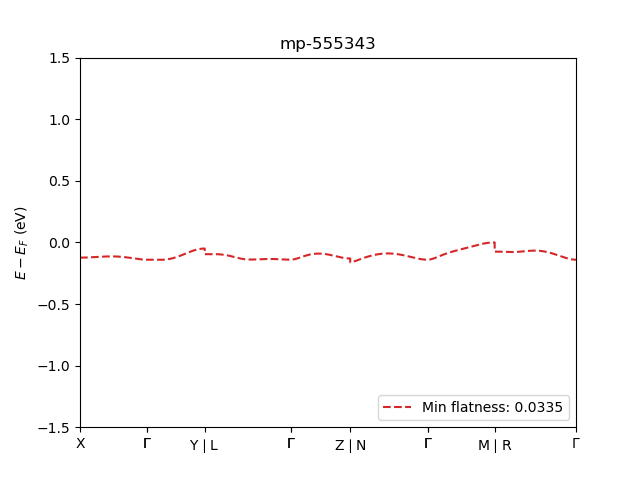 mp-555343
E − E_F (eV)
1.5
1.0
0.5
0.0
−0.5
−1.0
−1.5
Min flatness: 0.0335
X Γ Y | L Γ Z | N Γ M | R Γ